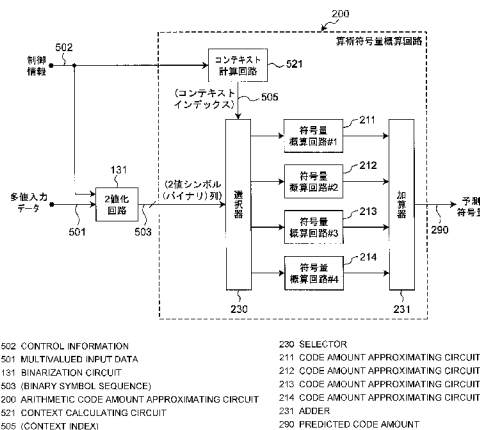 200
算術符号量概算回路
制御
情報
502
コンテキスト
計算回路
521
(コンテキスト
インデックス)
505
211
符号量
概算回路#1
212
符号量
概算回路#2
213
符号量
概算回路#3
214
符号量
概算回路#4
131
2値化
回路
多値入力
データ
501
503
(2値シンボル
(バイナリ)列)
選択器
加算器
予測
符号量
290
230
231
502 CONTROL INFORMATION
501 MULTIVALUED INPUT DATA
131 BINARIZATION CIRCUIT
503 (BINARY SYMBOL SEQUENCE)
200 ARITHMETIC CODE AMOUNT APPROXIMATING CIRCUIT
521 CONTEXT CALCULATING CIRCUIT
505 (CONTEXT INDEX)
230 SELECTOR
211 CODE AMOUNT APPROXIMATING CIRCUIT
212 CODE AMOUNT APPROXIMATING CIRCUIT
213 CODE AMOUNT APPROXIMATING CIRCUIT
214 CODE AMOUNT APPROXIMATING CIRCUIT
231 ADDER
290 PREDICTED CODE AMOUNT